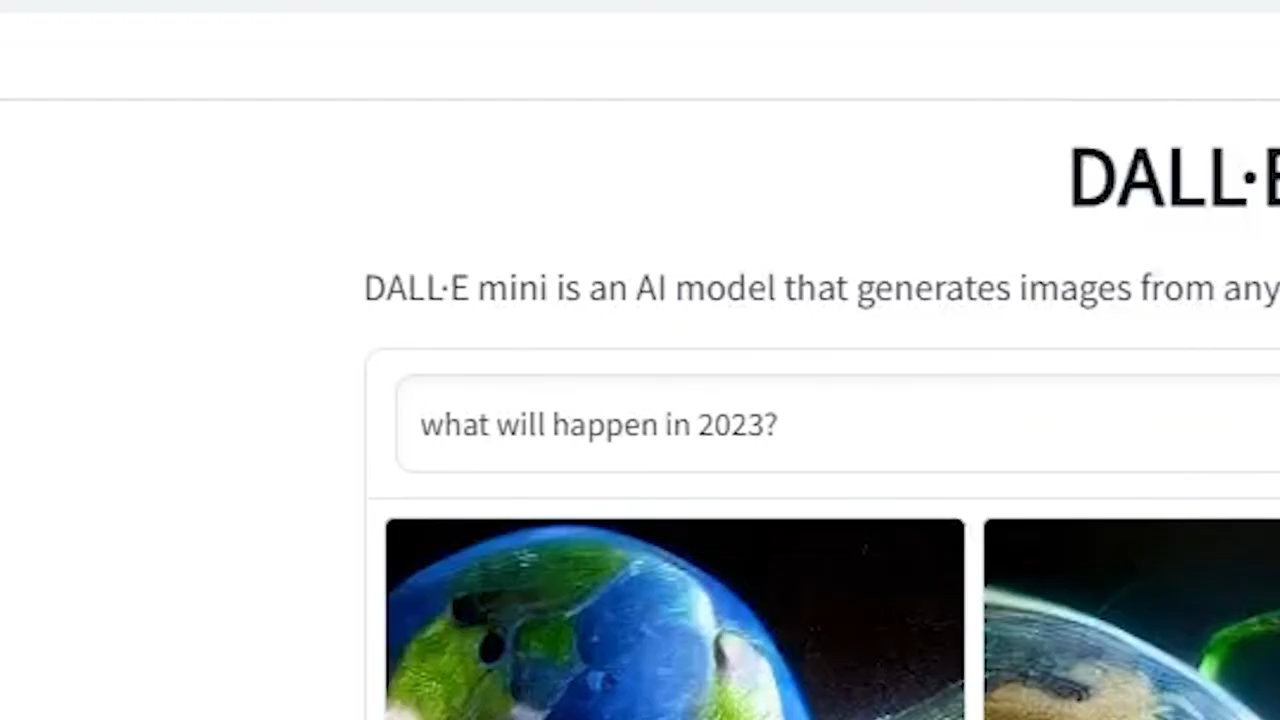 DALL·E
DALL·E mini is an AI model that generates images from any
what will happen in 2023?